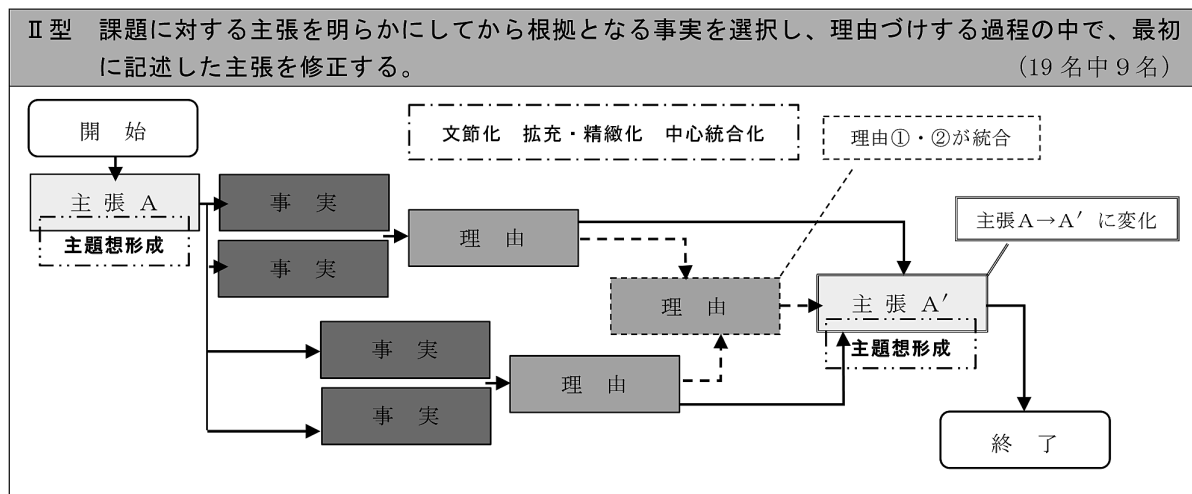 Ⅱ型 課題に対する主張を明らかにしてから根拠となる事実を選択し、理由づけする過程の中で、最初
に記述した主張を修正する。 （19名中９名）
開 始
文節化 拡充・精緻化 中心統合化
理由①・②が統合
主 張 A
主題想形成
事 実
事 実
理 由
主張A→A′ に変化
理 由
主 張 A′
主題想形成
事 実
事 実
理 由
終 了